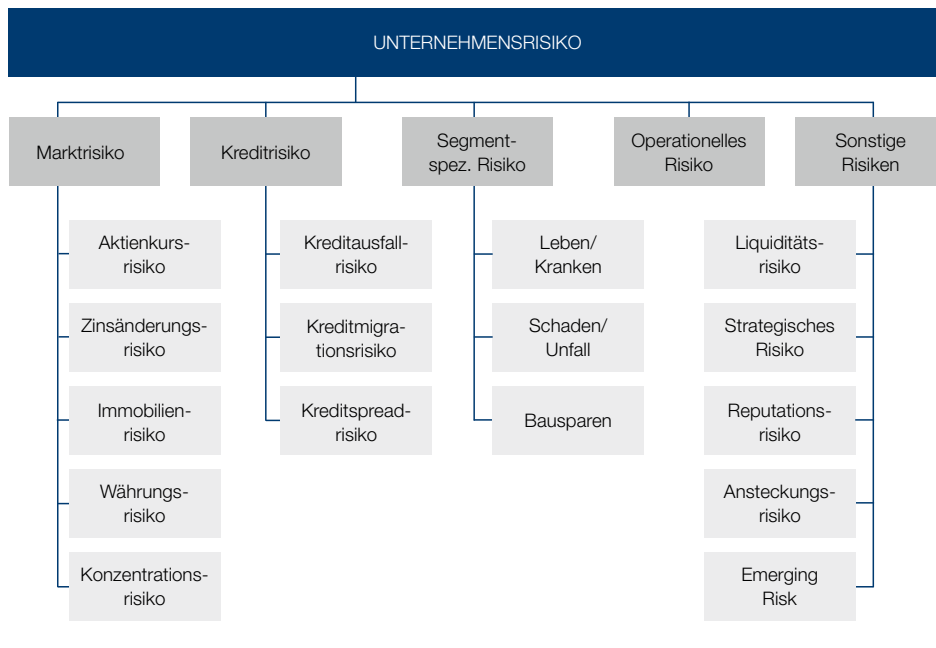 UNTERNEHMENSRISIKO
Marktrisiko
Kreditrisiko
Segment-
spez. Risiko
Operationelles
Risiko
Sonstige
Risiken
Aktienkurs-
risiko
Zinsänderungs-
risiko
Immobilien-
risiko
Währungs-
risiko
Konzentrations-
risiko
Kreditausfall-
risiko
Kreditmigra-
tionsrisiko
Kreditspread-
risiko
Leben/
Kranken
Schaden/
Unfall
Bausparen
Liquiditäts-
risiko
Strategisches
Risiko
Reputations-
risiko
Ansteckungs-
risiko
Emerging
Risk